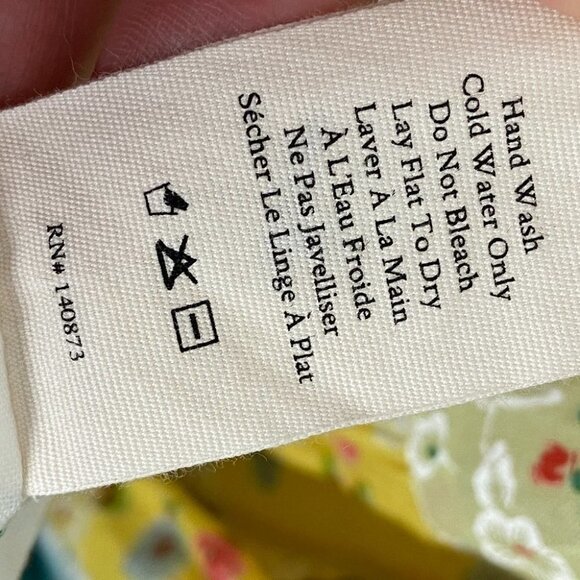 Hand Wash
Cold Water Only
Do Not Bleach
Lay Flat To Dry
Laver À La Main
À L'Eau Froide
Ne Pas Javelliser
Sécher Le Linge À Plat
RN# 140873